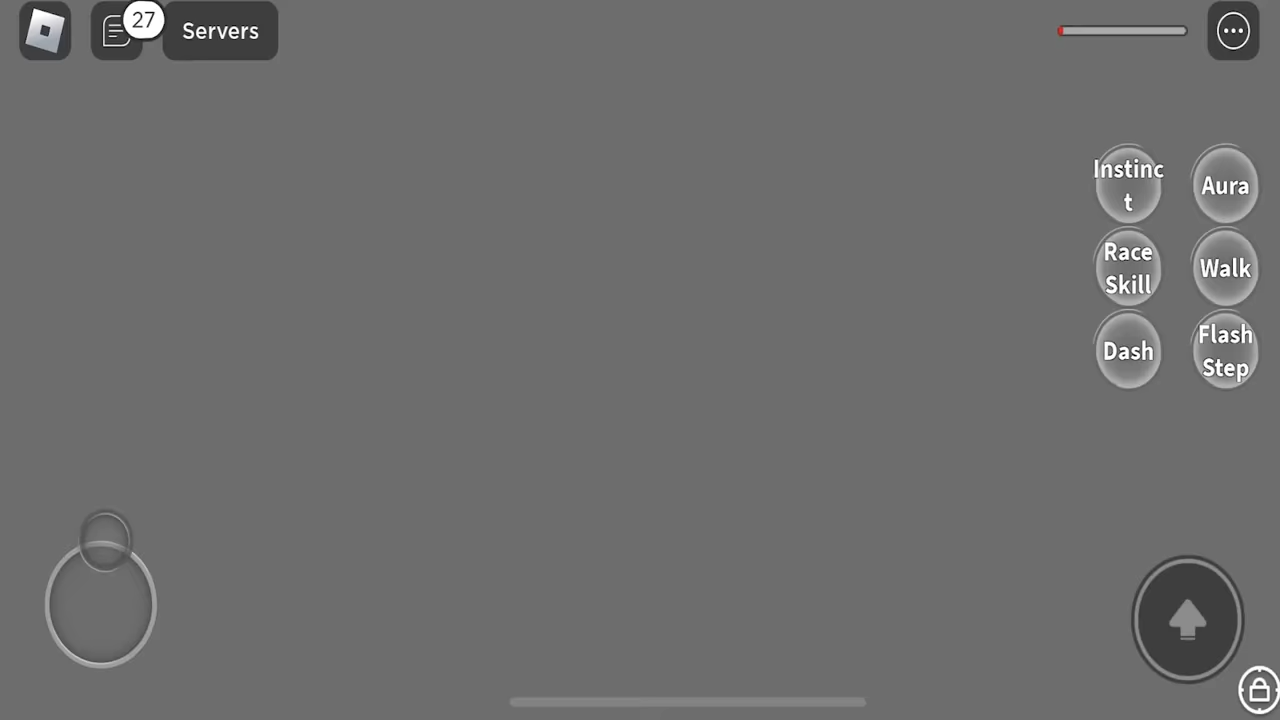 27
Servers
Instinc
t
Aura
Race
Skill
Walk
Dash
Flash
Step